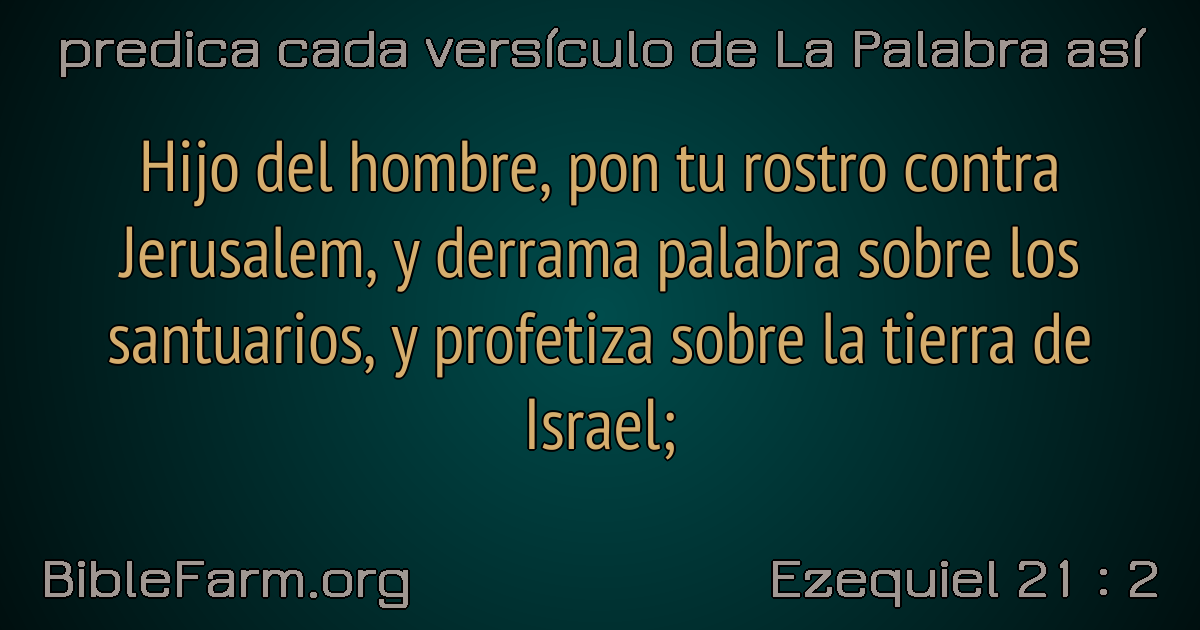 predica cada versículo de La Palabra así
Hijo del hombre, pon tu rostro contra
Jerusalem, y derrama palabra sobre los
santuarios, y profetiza sobre la tierra de
Israel;
BibleFarm.org
Ezequiel 21 : 2